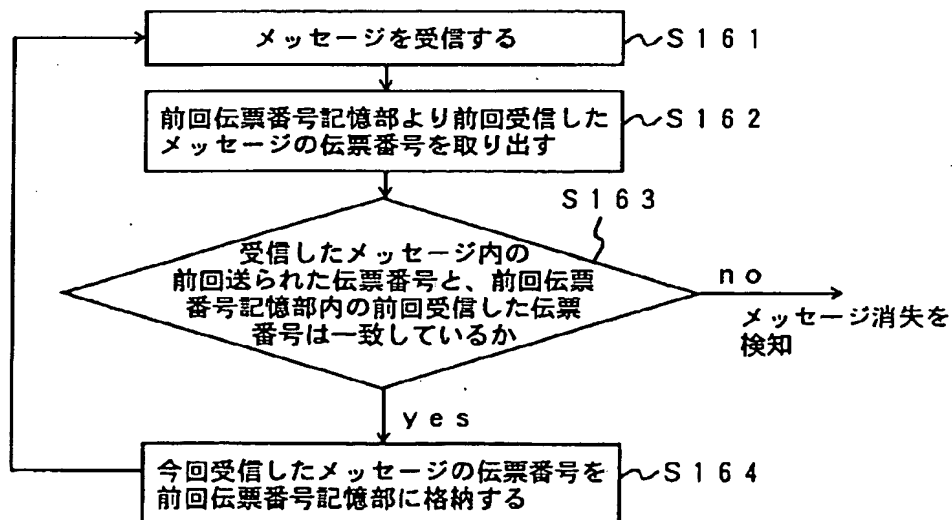 メッセージを受信する
S161
前回伝票番号記憶部より前回受信した
メッセージの伝票番号を取り出す
S162
S163
受信したメッセージ内の
前回送られた伝票番号と、前回伝票
番号記憶部内の前回受信した伝票
番号は一致しているか
no
メッセージ消失を
検知
yes
今回受信したメッセージの伝票番号を
前回伝票番号記憶部に格納する
S164